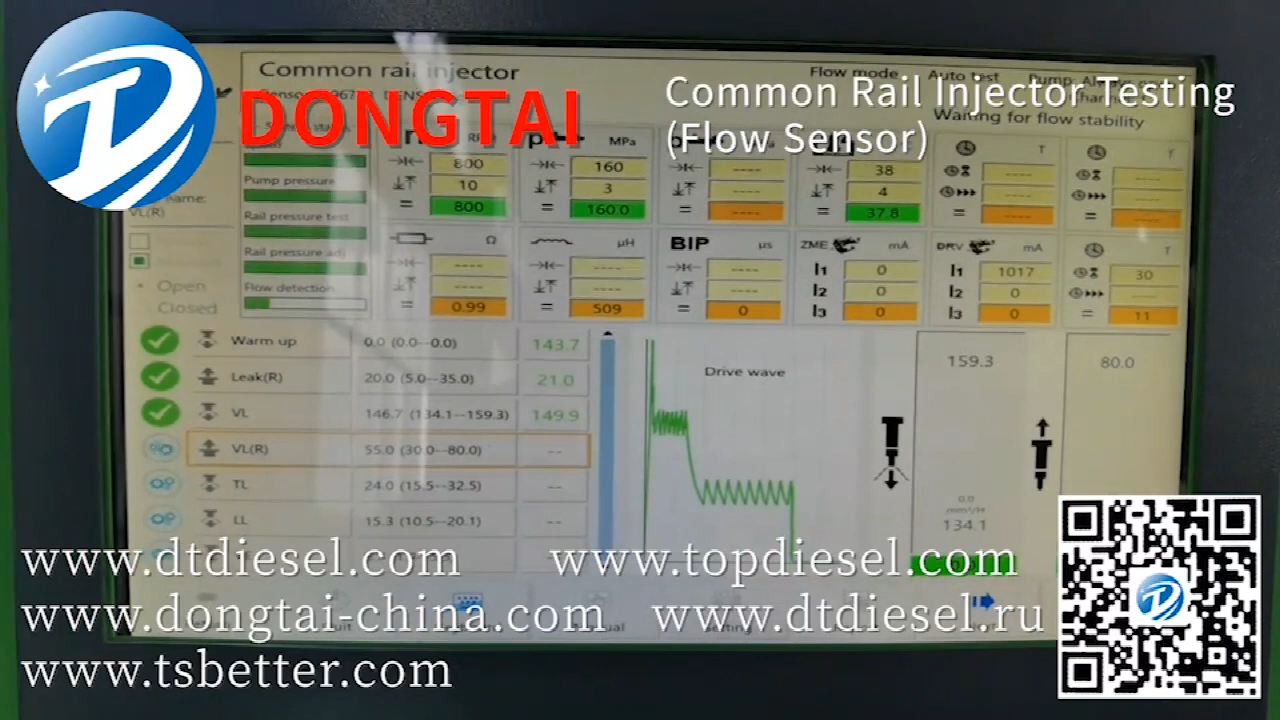 Common rail injector
Flow mode Auto test Pump:
DONGTAI
Common Rail Injector Testing
(Flow Sensor)
Waiting for flow stability
MPa T T
800 160 ---- 38 ---- ----
10 3 ---- 4 ---- ----
= 800 = 160.0 = ---- = 37.8 = ---- = ----
Pump pressure
Rail pressure test
Rail pressure adj
Flow detection
name:
VL(R)
Open
Closed
Ω µH BIP µs ZME mA DRV mA T
---- ---- ---- I1 0 I1 1017 30
---- ---- ---- I2 0 I2 0 ----
= 0.99 = 509 = 0 I3 0 I3 0 = 11
Warm up 0.0 (0.0--0.0) 143.7
Leak(R) 20.0 (5.0--35.0) 21.0
VL 146.7 (134.1--159.3) 149.9
VL(R) 55.0 (30.0--80.0) --
TL 24.0 (15.5--32.5) --
LL 15.3 (10.5--20.1) --
Drive wave
159.3
80.0
0.0
mm³/H
134.1
www.dtdiesel.com www.topdiesel.com
www.dongtai-china.com www.dtdiesel.ru
www.tsbetter.com